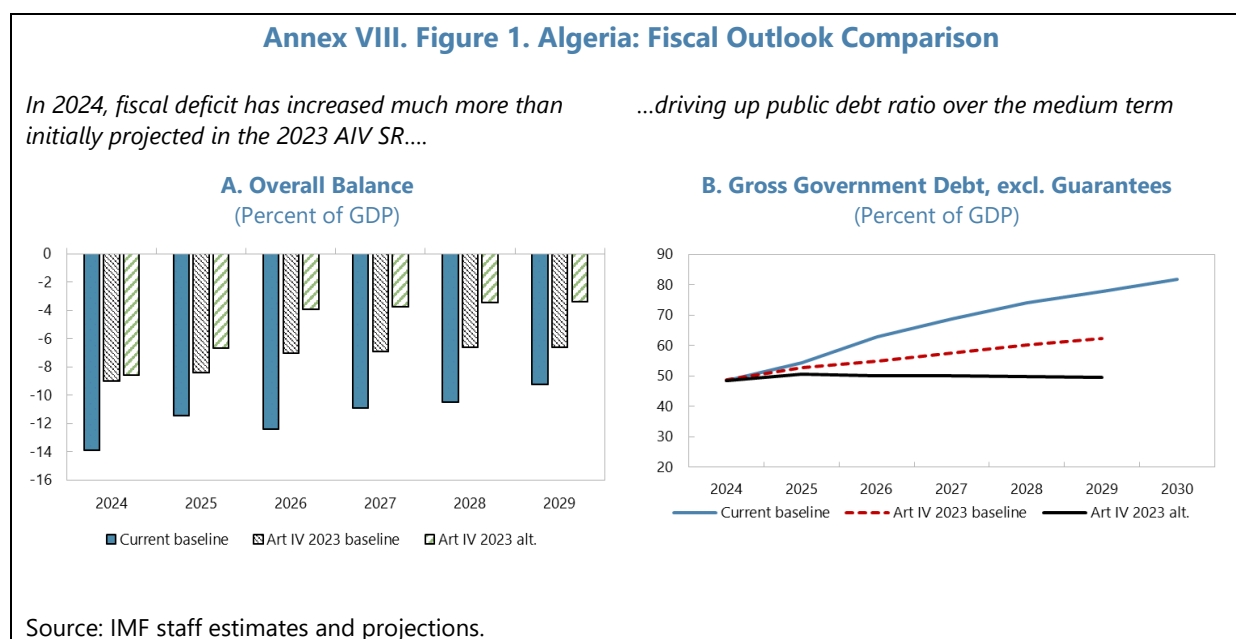 Annex VIII. Figure 1. Algeria: Fiscal Outlook Comparison
In 2024, fiscal deficit has increased much more than
initially projected in the 2023 AIV SR....
...driving up public debt ratio over the medium term
A. Overall Balance
(Percent of GDP)
0
-2
-4
-6
-8
-10
-12
-14
-16
2024 2025 2026 2027 2028 2029
Current baseline Art IV 2023 baseline Art IV 2023 alt.
B. Gross Government Debt, excl. Guarantees
(Percent of GDP)
90
80
70
60
50
40
30
20
2024 2025 2026 2027 2028 2029 2030
Current baseline Art IV 2023 baseline Art IV 2023 alt.
Source: IMF staff estimates and projections.